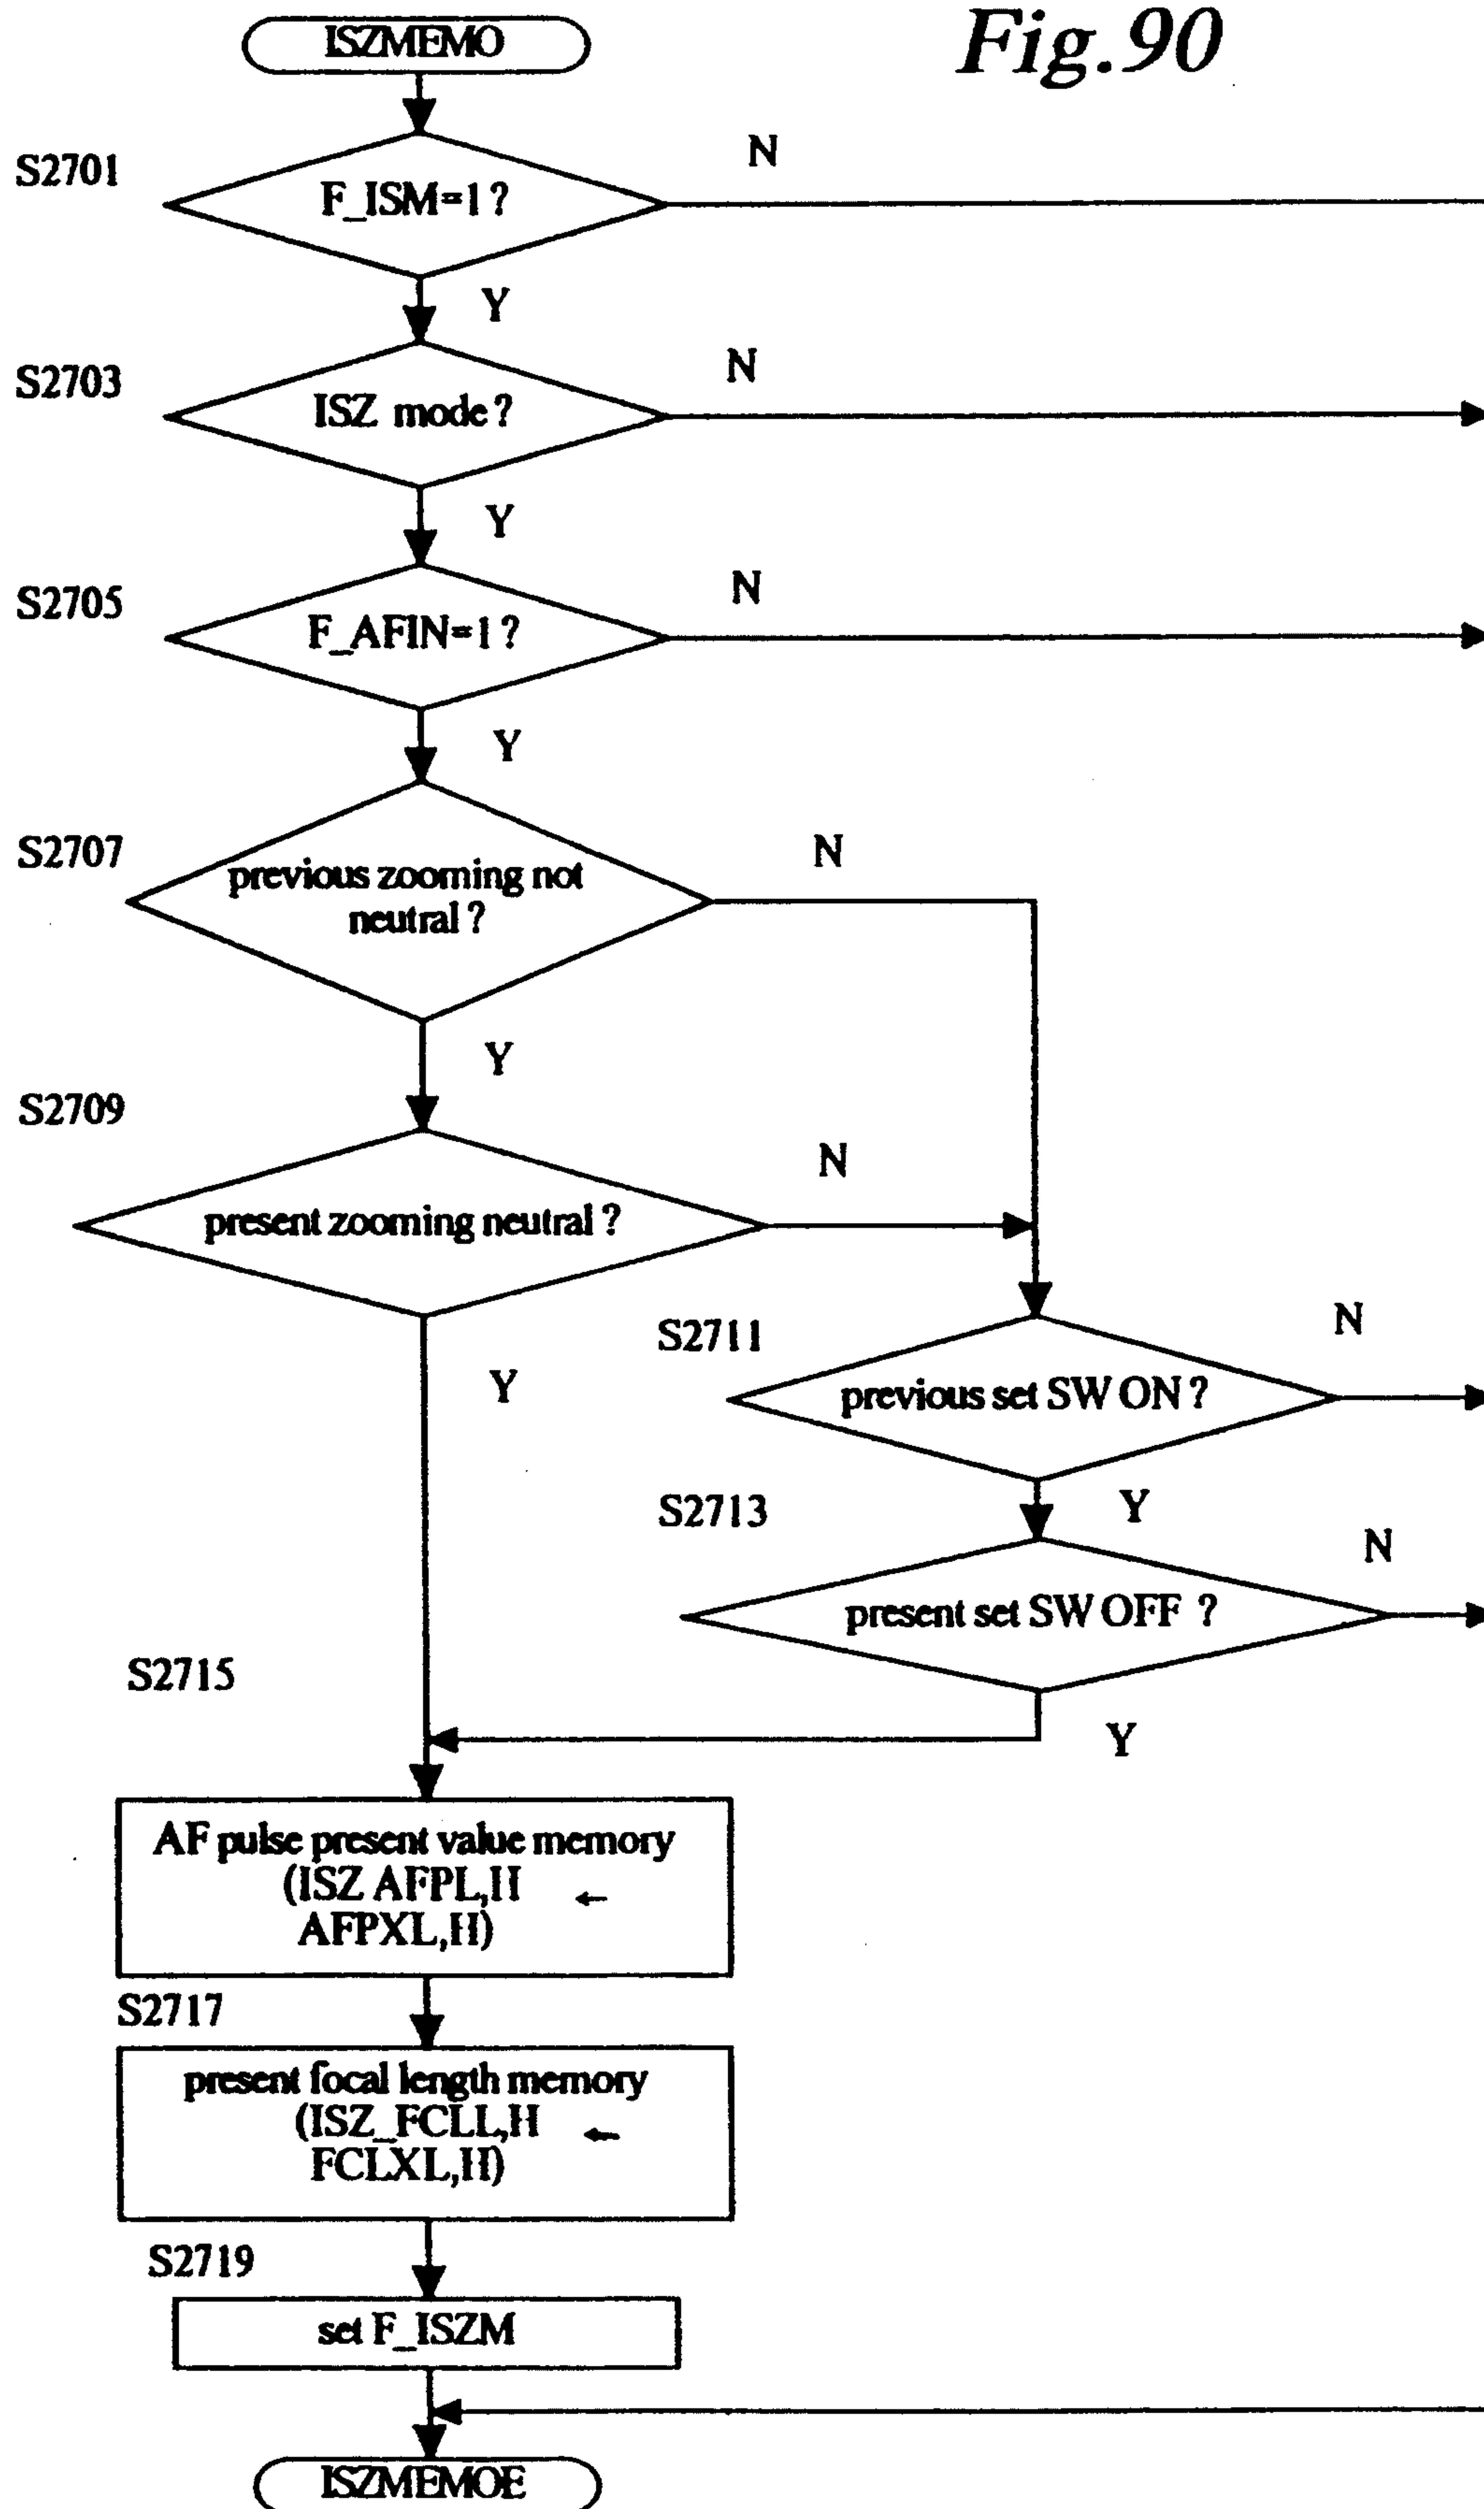 Fig.90
ISZMEMO
S2701
F_ISM=1?
N
Y
S2703
ISZ mode?
N
Y
S2705
F_AFIN=1?
N
Y
S2707
previous zooming not
neutral?
N
Y
S2709
present zooming neutral?
N
Y
S2711
previous set SW ON?
N
Y
S2713
present set SW OFF ?
N
Y
S2715
AF pulse present value memory
(ISZ AFPL,H ←
AFPXL,H)
S2717
present focal length memory
(ISZ_FCLL,H ←
FCLXL,H)
S2719
set F_ISZM
ISZMEMOE